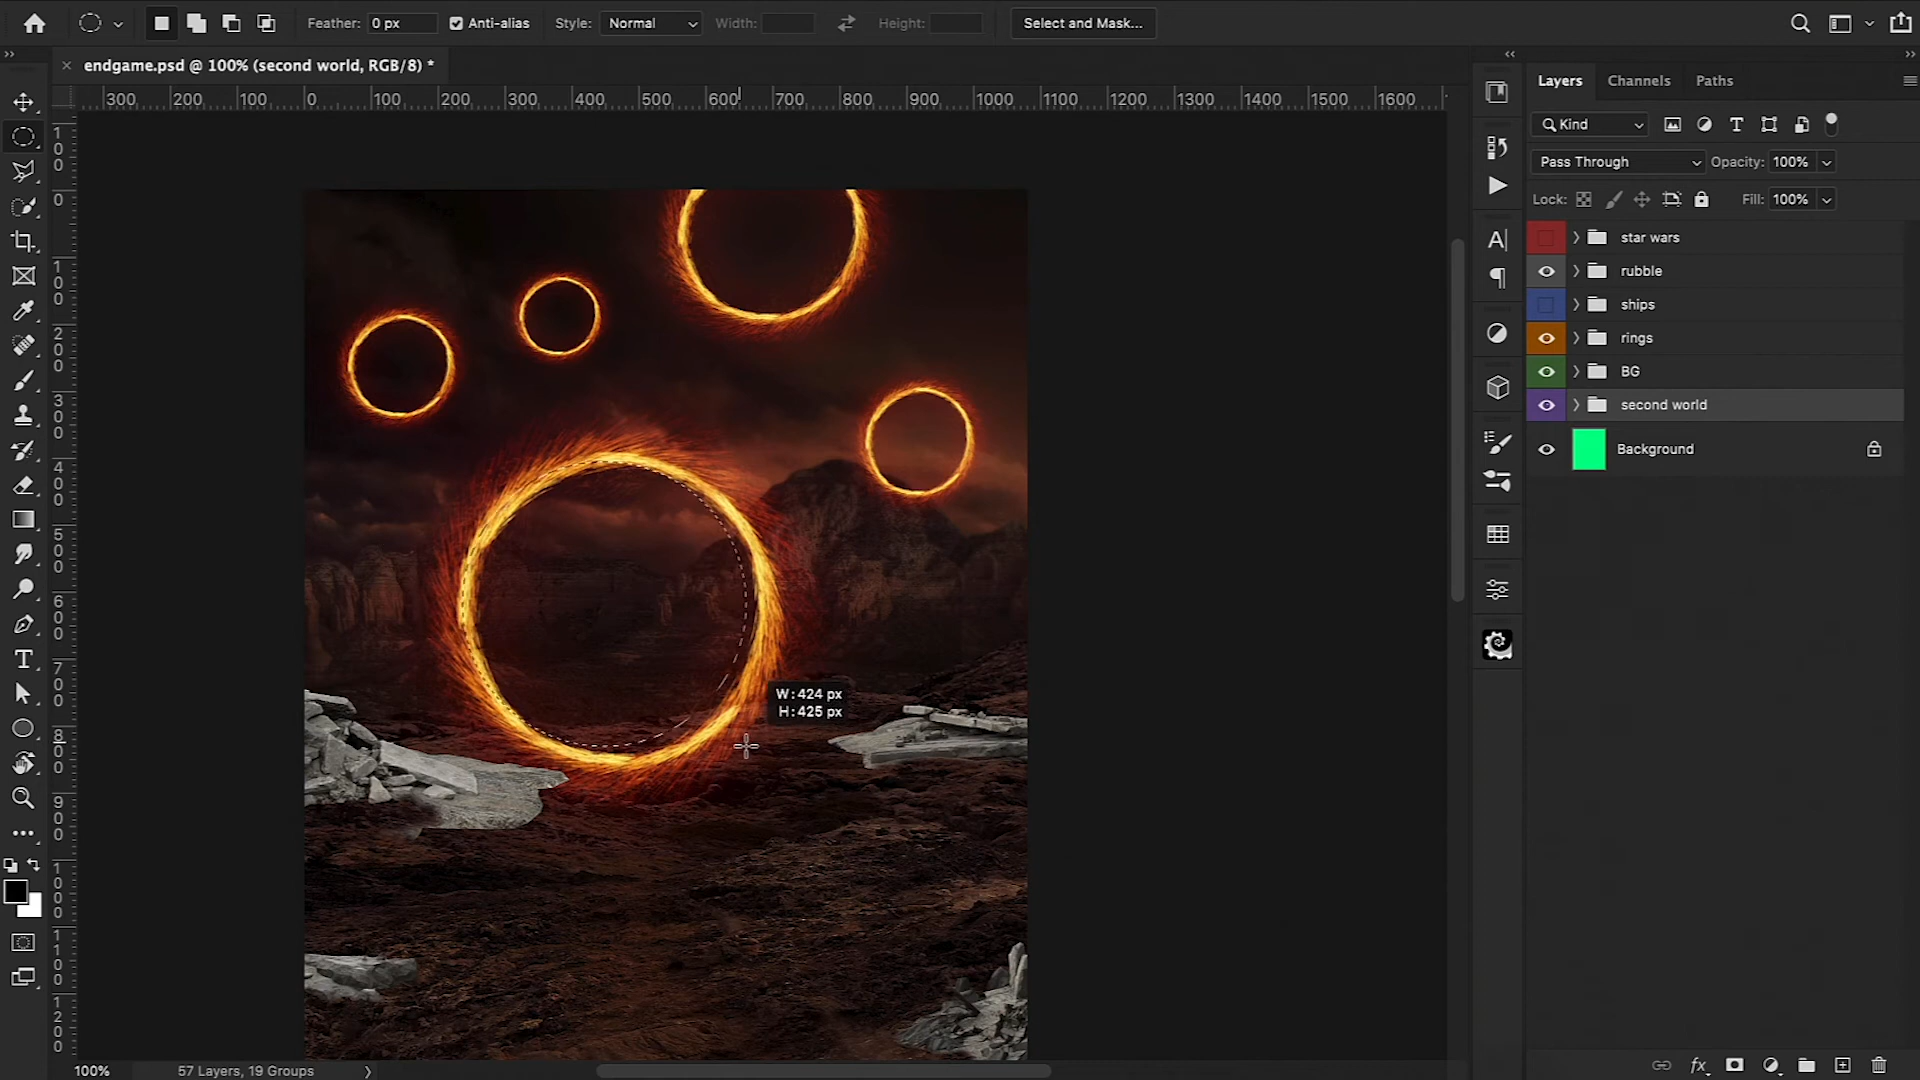 Feather: 0 px Anti-alias Style: Normal Width: Height: Select and Mask...
× endgame.psd @ 100% (second world, RGB/8) *
300 200 100 0 100 200 300 400 500 600 700 800 900 1000 1100 1200 1300 1400 1500 1600
100
0
100
200
300
400
500
600
700
800
900
1000
1100
1200
W: 424 px
H: 425 px
Layers Channels Paths
Kind
Pass Through Opacity: 100%
Lock: Fill: 100%
star wars
rubble
ships
rings
BG
second world
Background
100% 57 Layers, 19 Groups